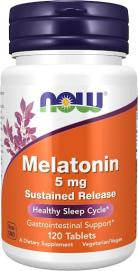 NOW
Melatonin
5 mg
Sustained Release
Healthy Sleep Cycle*
Gastrointestinal Support*
120 Tablets
A Dietary Supplement Vegetarian/Vegan